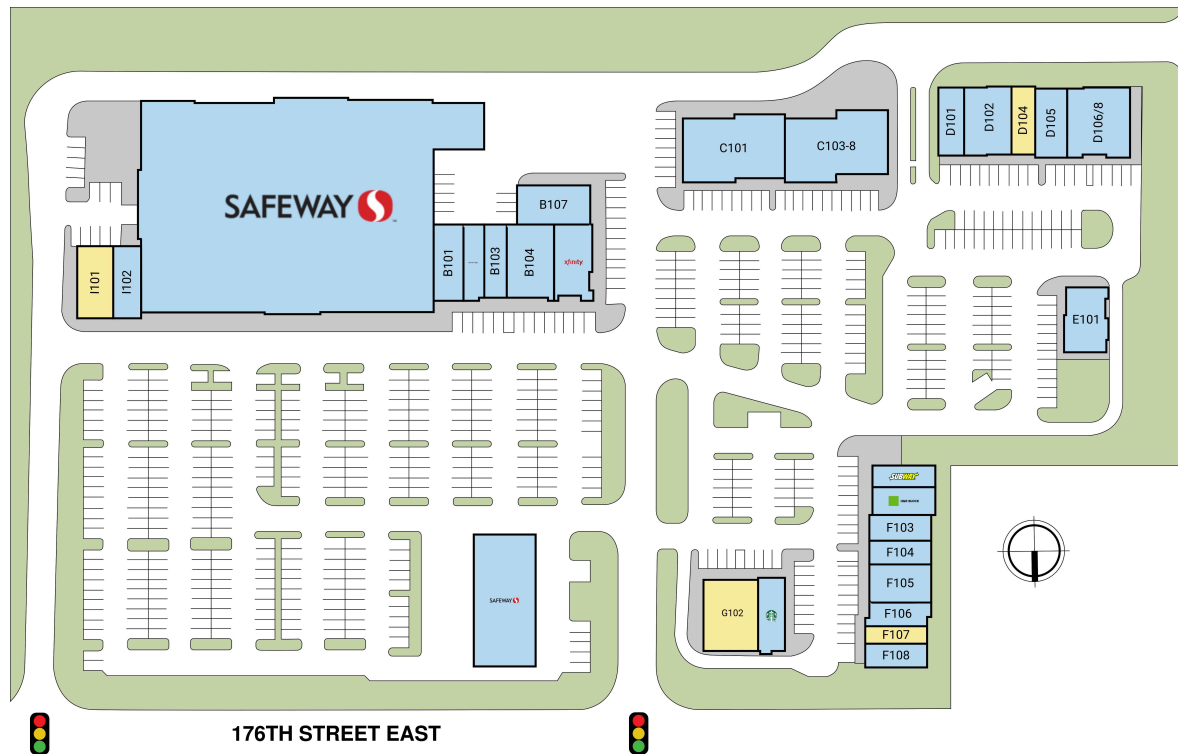 D101
D102
D104
D105
D106/8
C101
C103-8
SAFEWAY
B107
I101
I102
B101
B103
B104
xfinity
E101
SUBWAY
H&R BLOCK
F103
F104
F105
F106
F107
F108
SAFEWAY
G102
176TH STREET EAST